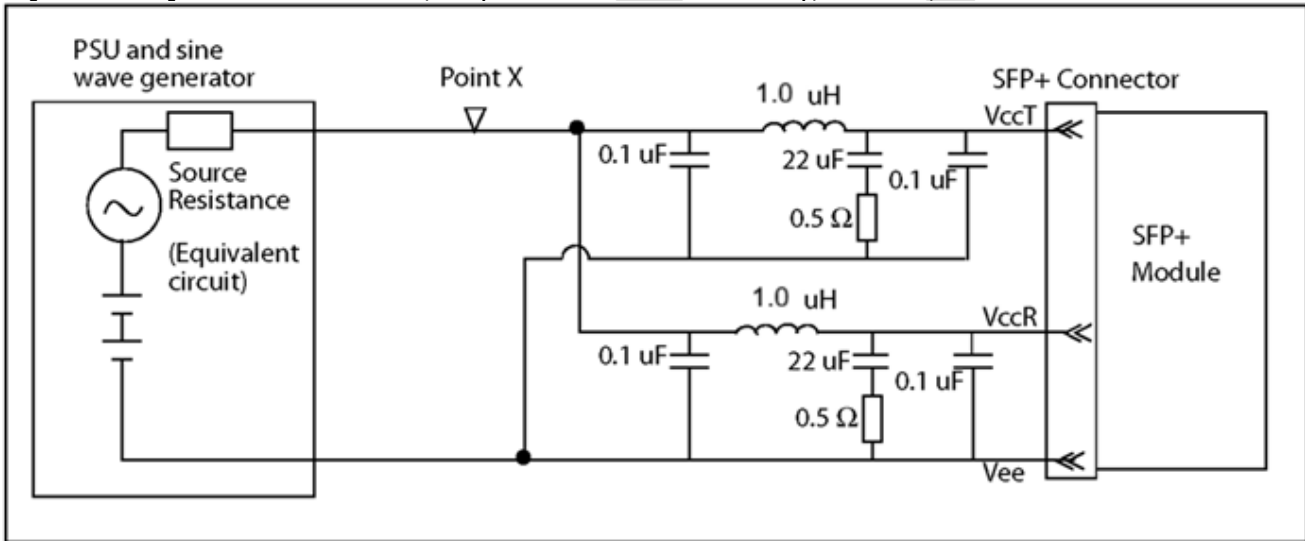 PSU and sine
wave generator
Point X
SFP+ Connector
1.0 uH
VccT
0.1 uF
22 uF
0.1 uF
Source
Resistance
0.5 Ω
(Equivalent
circuit)
SFP+
Module
1.0 uH
VccR
0.1 uF
22 uF
0.1 uF
0.5 Ω
Vee